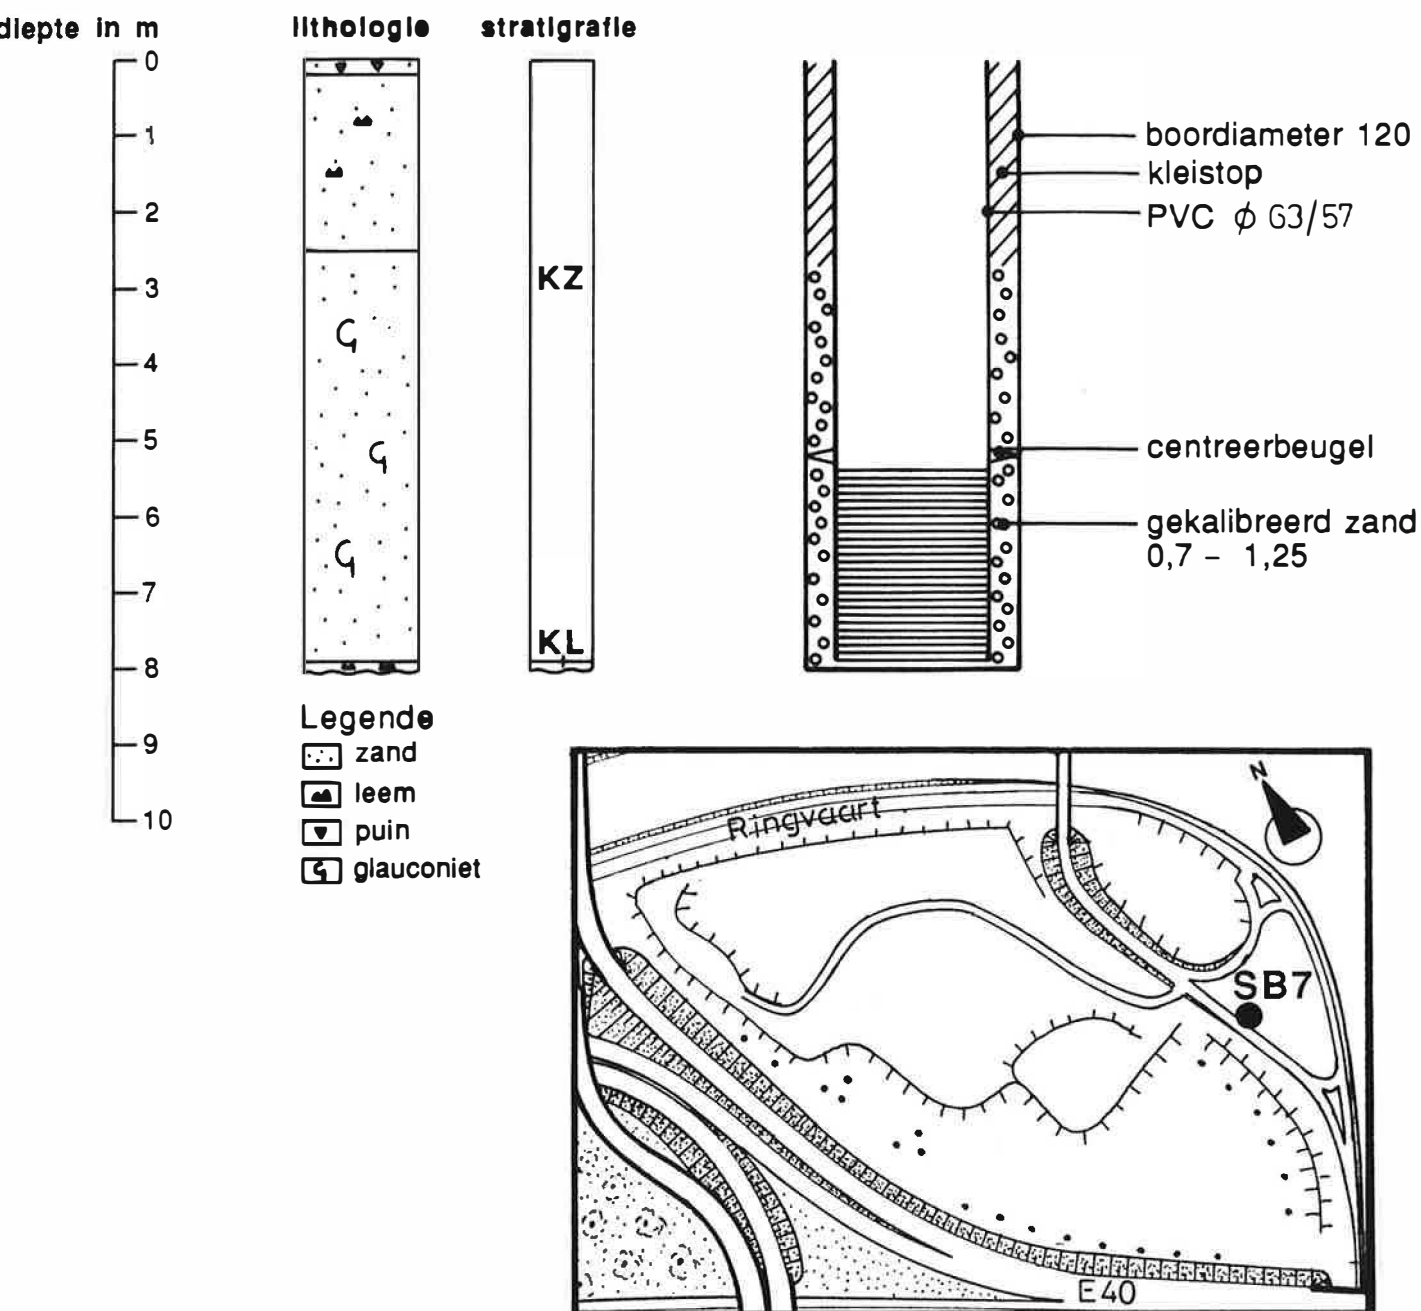 diepte in m
lithologie
stratigrafie
0
1
2
3
4
5
6
7
8
9
10
KZ
KL
boordiameter 120
kleistop
PVC ϕ 63/57
centreerbeugel
gekalibreerd zand
0,7 - 1,25
Legende
zand
leem
puin
glauconiet
Ringvaart
N
SB7
E40